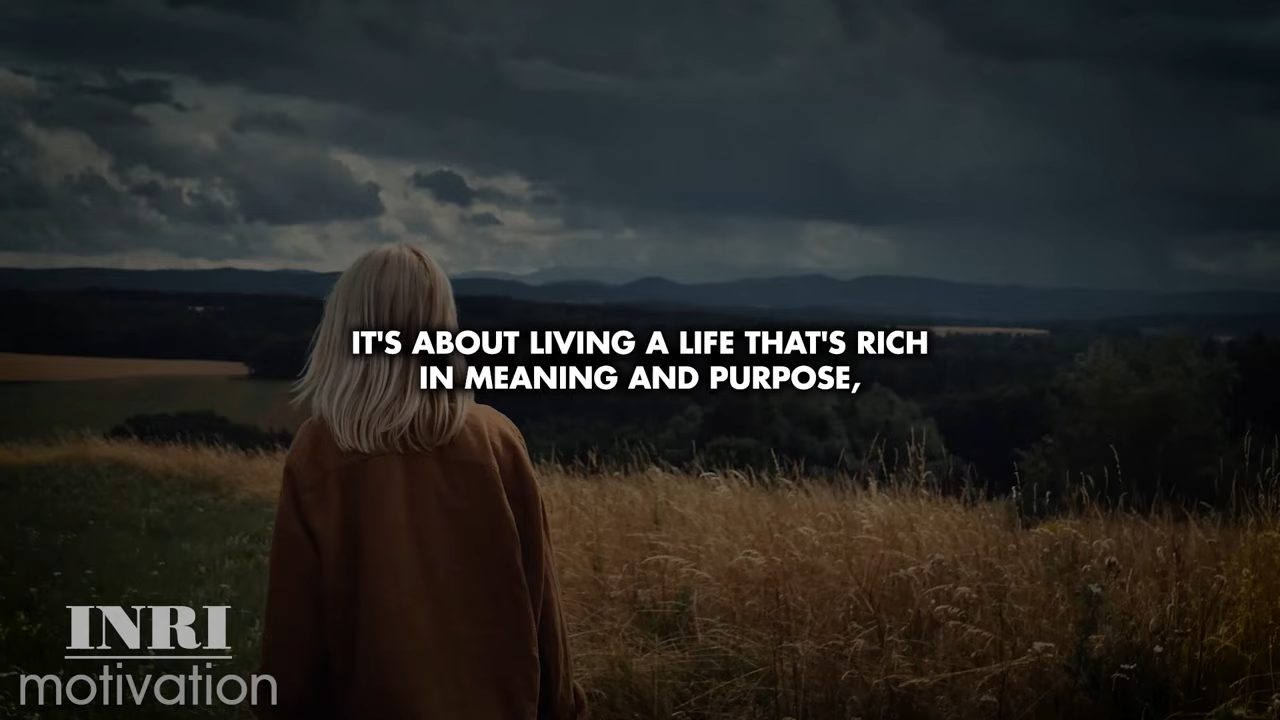 IT'S ABOUT LIVING A LIFE THAT'S RICH
IN MEANING AND PURPOSE,
INRI
motivation